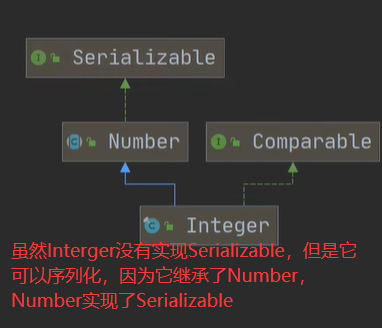 Serializable
Number
Comparable
Integer
虽然Interger没有实现Serializable，但是它
可以序列化，因为它继承了Number，
Number实现了Serializable